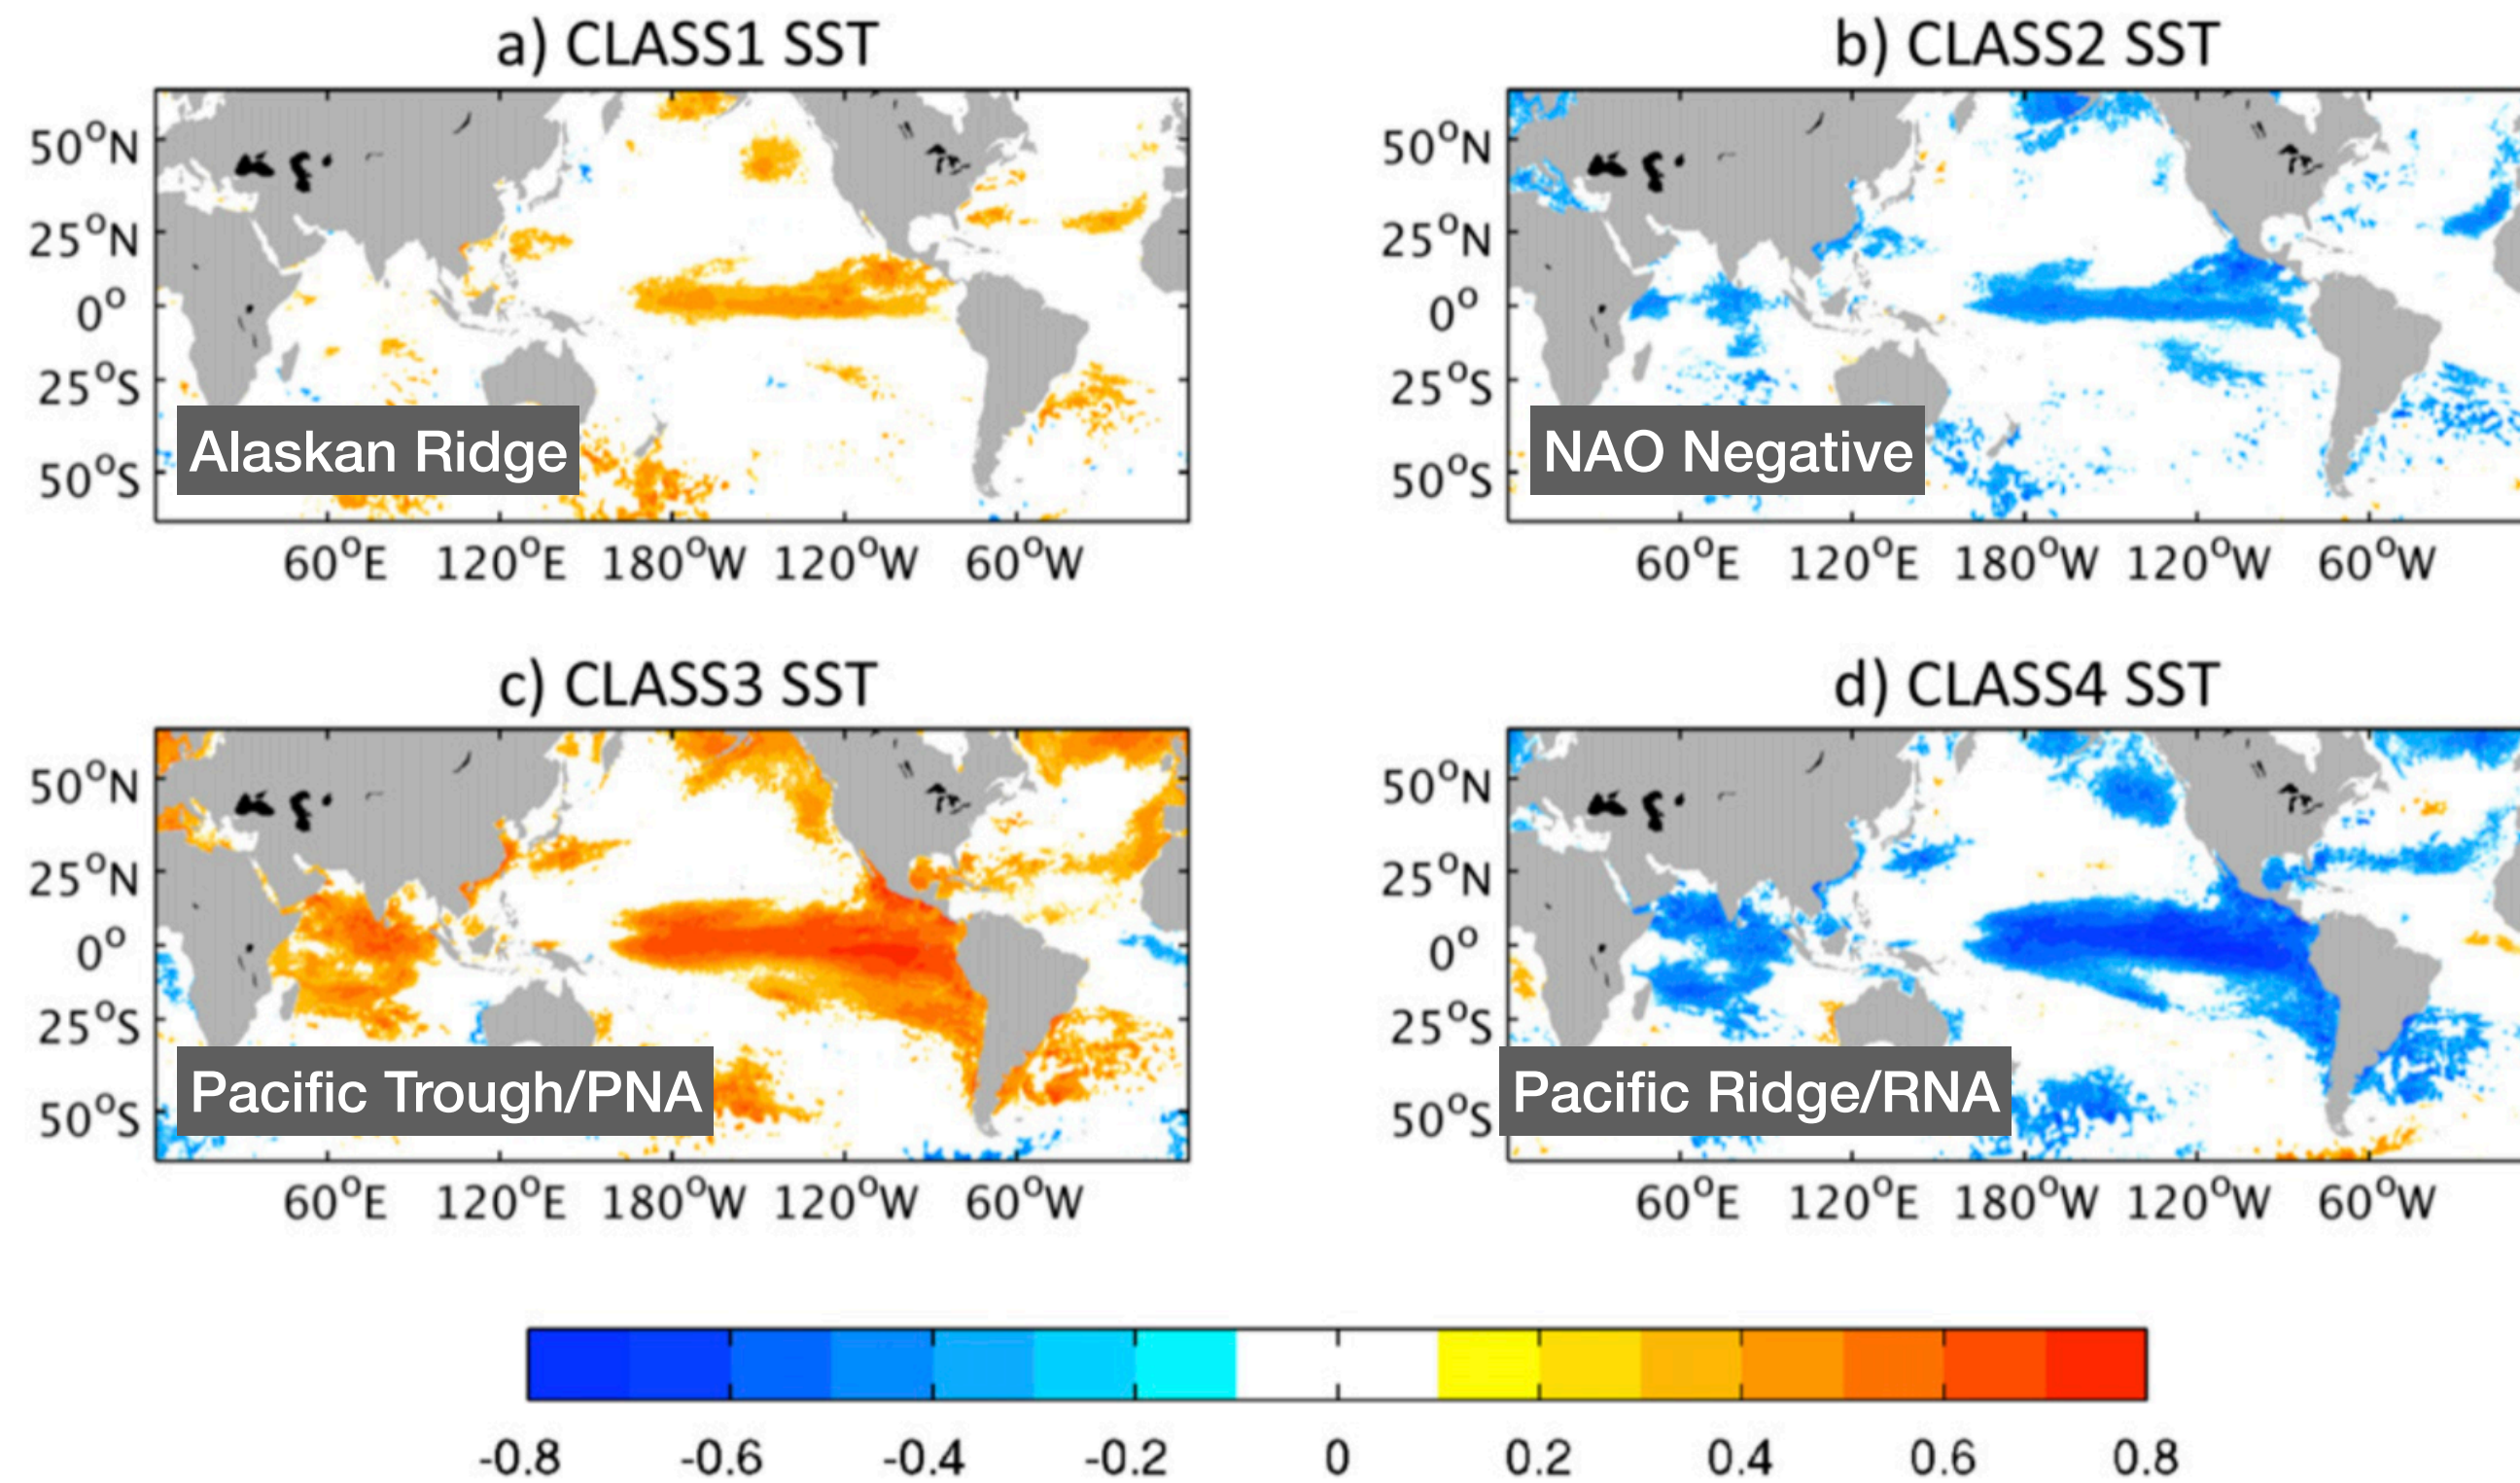 a) CLASS1 SST
50°N
25°N
0°
25°S
50°S
Alaskan Ridge
60°E 120°E 180°W 120°W 60°W
b) CLASS2 SST
50°N
25°N
0°
25°S
50°S
NAO Negative
60°E 120°E 180°W 120°W 60°W
c) CLASS3 SST
50°N
25°N
0°
25°S
50°S
Pacific Trough/PNA
60°E 120°E 180°W 120°W 60°W
d) CLASS4 SST
50°N
25°N
0°
25°S
50°S
Pacific Ridge/RNA
60°E 120°E 180°W 120°W 60°W
-0.8 -0.6 -0.4 -0.2 0 0.2 0.4 0.6 0.8